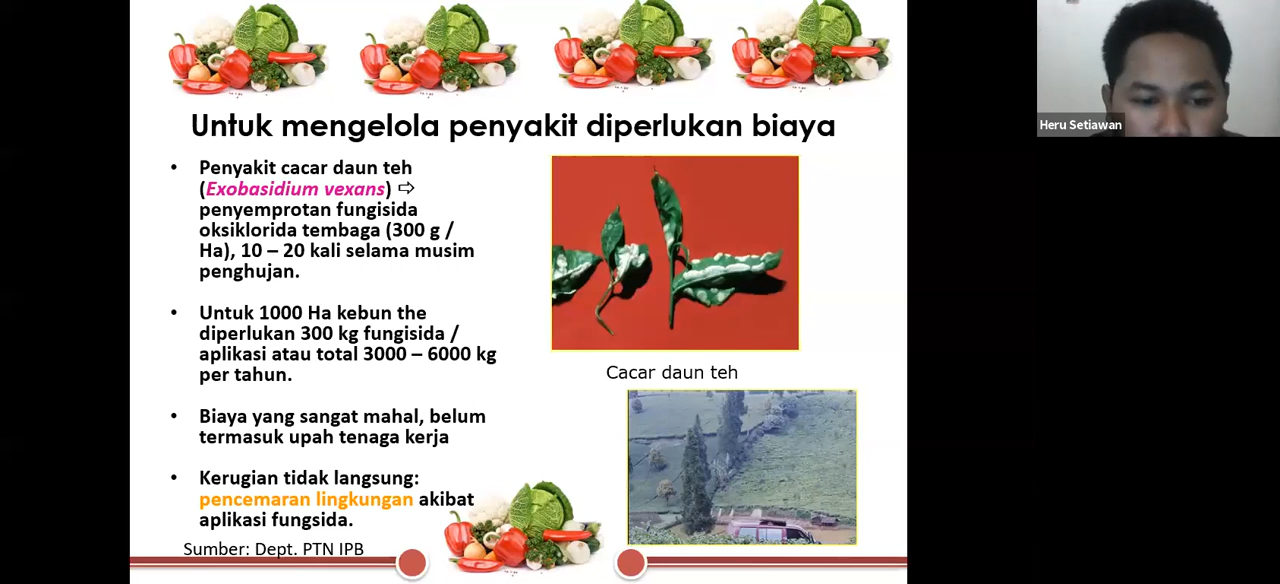 Untuk mengelola penyakit diperlukan biaya
• Penyakit cacar daun teh
(Exobasidium vexans) ⇨
penyemprotan fungisida
oksiklorida tembaga (300 g /
Ha), 10 – 20 kali selama musim
penghujan.
• Untuk 1000 Ha kebun the
diperlukan 300 kg fungisida /
aplikasi atau total 3000 – 6000 kg
per tahun.
• Biaya yang sangat mahal, belum
termasuk upah tenaga kerja
• Kerugian tidak langsung:
pencemaran lingkungan akibat
aplikasi fungsida.
Sumber: Dept. PTN IPB
Cacar daun teh
Heru Setiawan